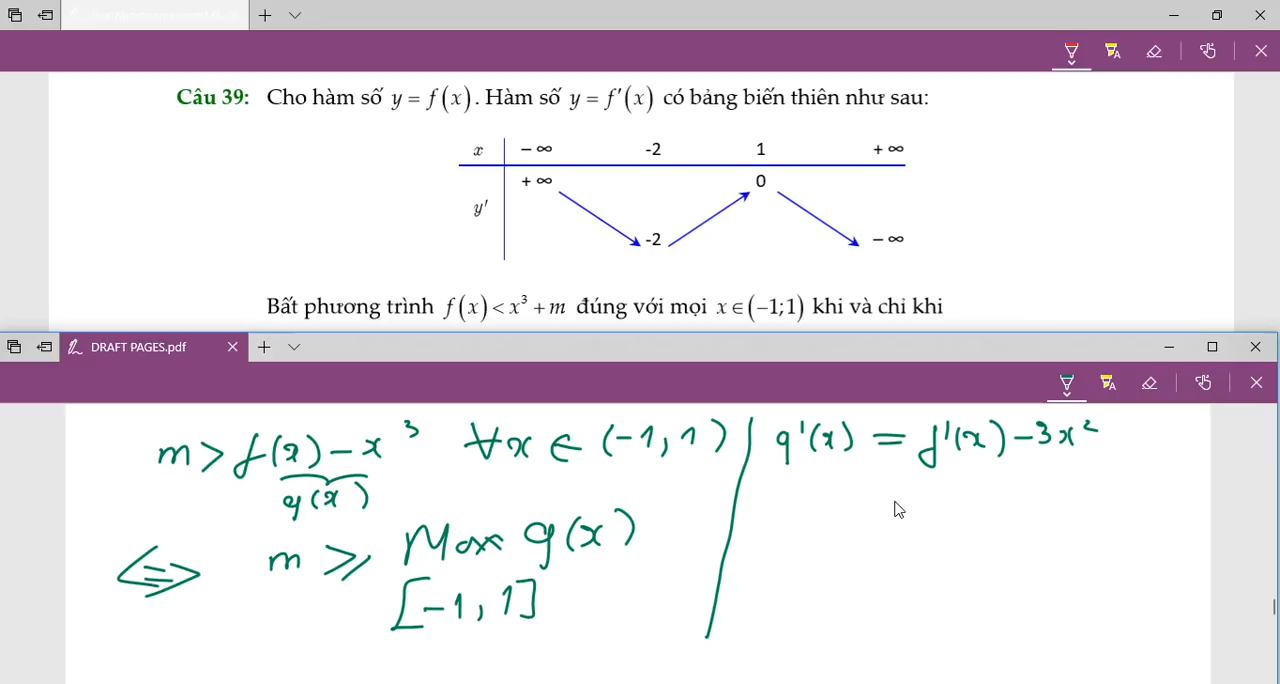 Câu 39: Cho hàm số y = f(x). Hàm số y = f'(x) có bảng biến thiên như sau:
x − ∞ -2 1 + ∞
+ ∞ 0
y'
-2 − ∞
Bất phương trình f(x) < x³ + m đúng với mọi x ∈ (−1;1) khi và chỉ khi
DRAFT PAGES.pdf
m > f(x) − x³ ∀x ∈ (−1, 1)
g(x)
⇔ m ⩾ Max g(x)
[−1, 1]
g'(x) = f'(x) − 3x²